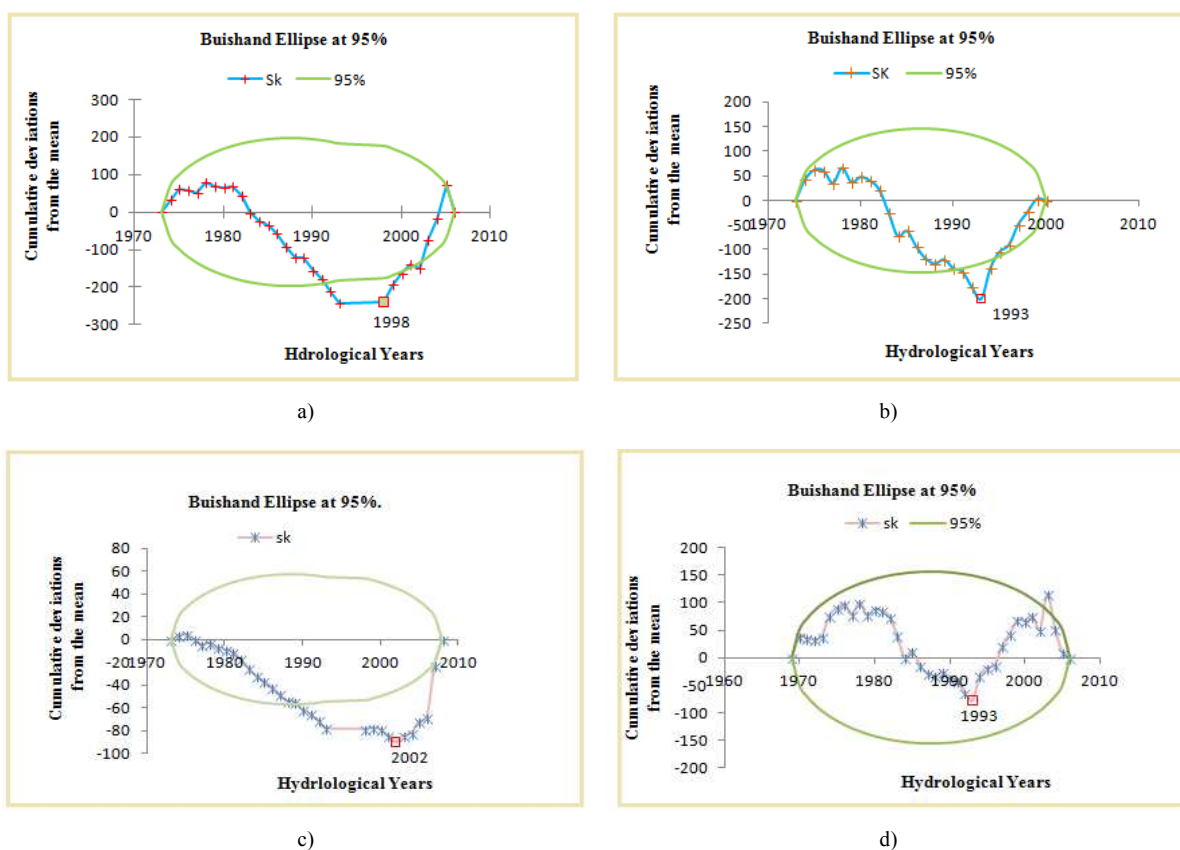 Buishand Ellipse at 95%
Sk 95%
Cumulative deviations
from the mean
300
200
100
0
-100
-200
-300
1970 1980 1990 2000 2010
1998
Hdrological Years
a)
Buishand Ellipse at 95%
SK 95%
Cumulative deviations
from the mean
200
150
100
50
0
-50
-100
-150
-200
-250
1970 1980 1990 2000 2010
1993
Hydrological Years
b)
Buishand Ellipse at 95%.
sk
Cumulative deviations
from the mean
80
60
40
20
0
-20
-40
-60
-80
-100
1970 1980 1990 2000 2010
2002
Hydrlological Years
c)
Buishand Ellipse at 95%
sk 95%
Cumulative deviations
from the mean
200
150
100
50
0
-50
-100
-150
-200
1960 1970 1980 1990 2000 2010
1993
Hydrological Years
d)